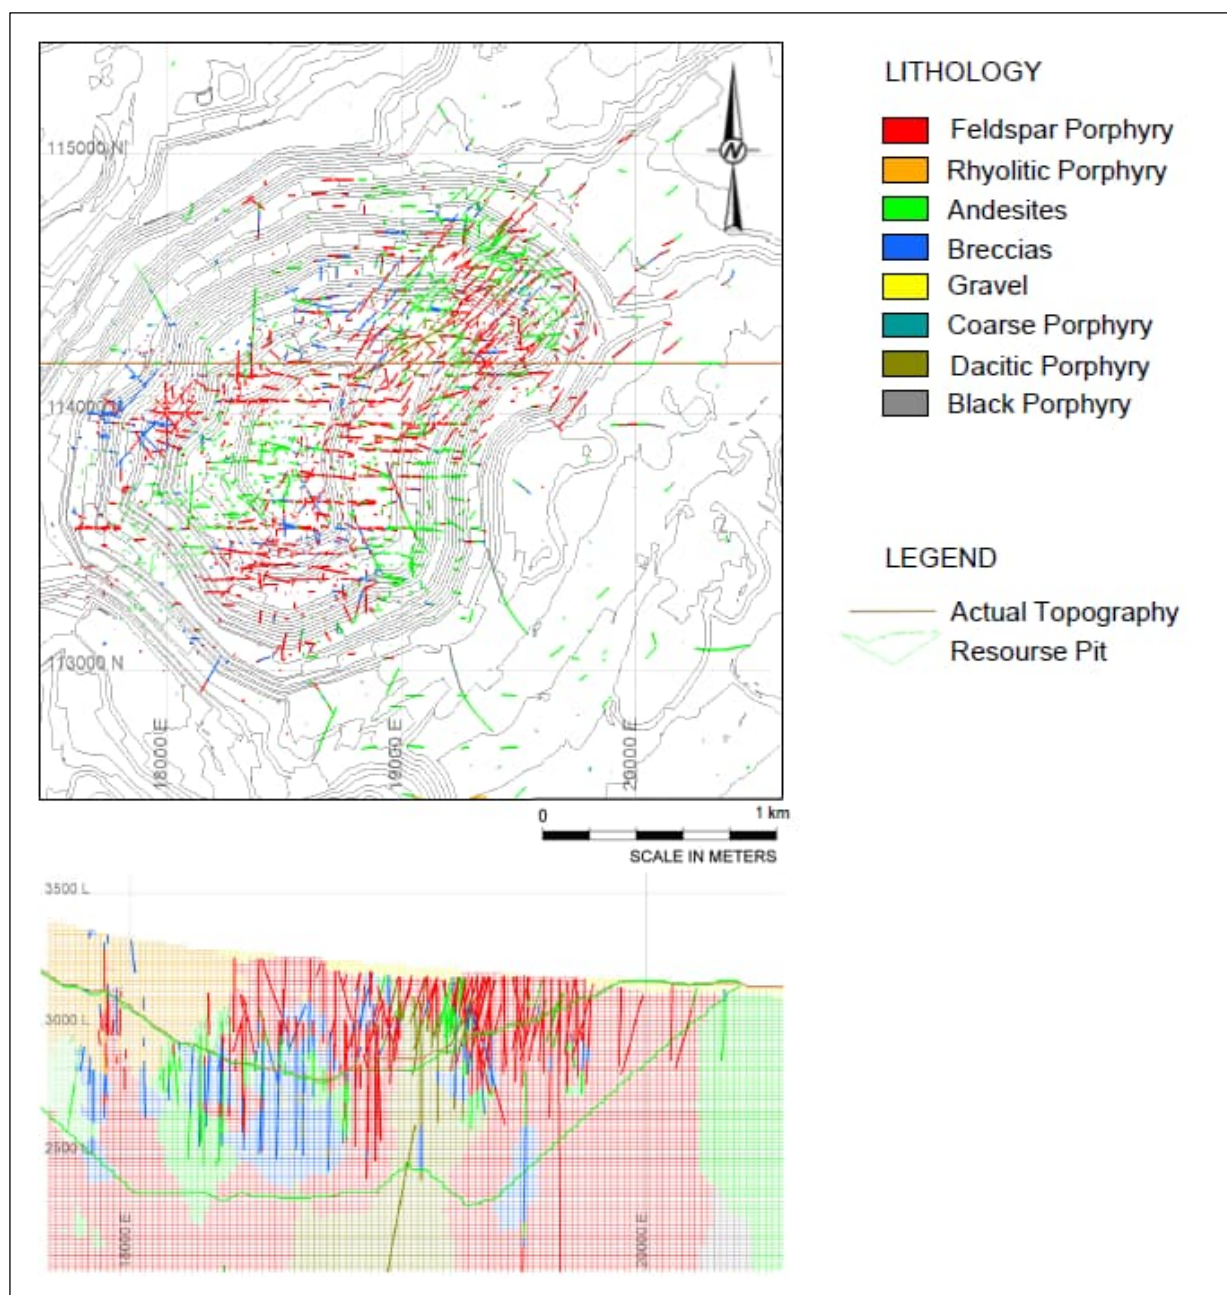 LITHOLOGY
Feldspar Porphyry
Rhyolitic Porphyry
Andesites
Breccias
Gravel
Coarse Porphyry
Dacitic Porphyry
Black Porphyry
LEGEND
Actual Topography
Resourse Pit
N
115000 N
113000 N
18000 E
19000 E
20000 E
0
1 km
SCALE IN METERS
3500 L
3000 L
2500 L
18000 E
20000 E